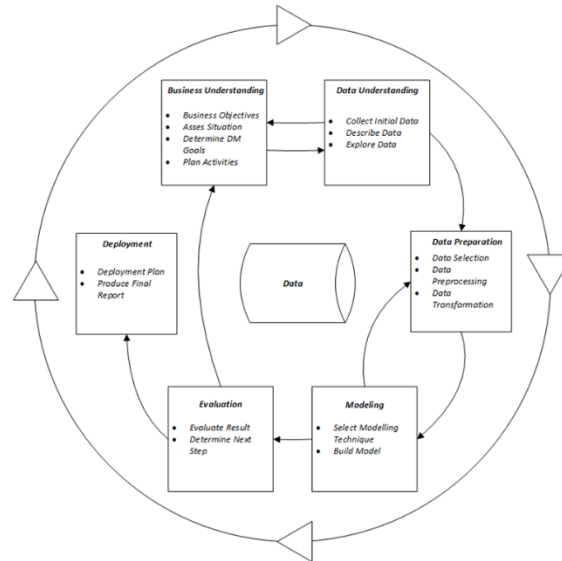 Business Understanding
• Business Objectives
• Asses Situation
• Determine DM
Goals
• Plan Activities
Data Understanding
• Collect Initial Data
• Describe Data
• Explore Data
Deployment
• Deployment Plan
• Produce Final
Report
Data
Data Preparation
• Data Selection
• Data
Preprocessing
• Data
Transformation
Evaluation
• Evaluate Result
• Determine Next
Step
Modeling
• Select Modelling
Technique
• Build Model